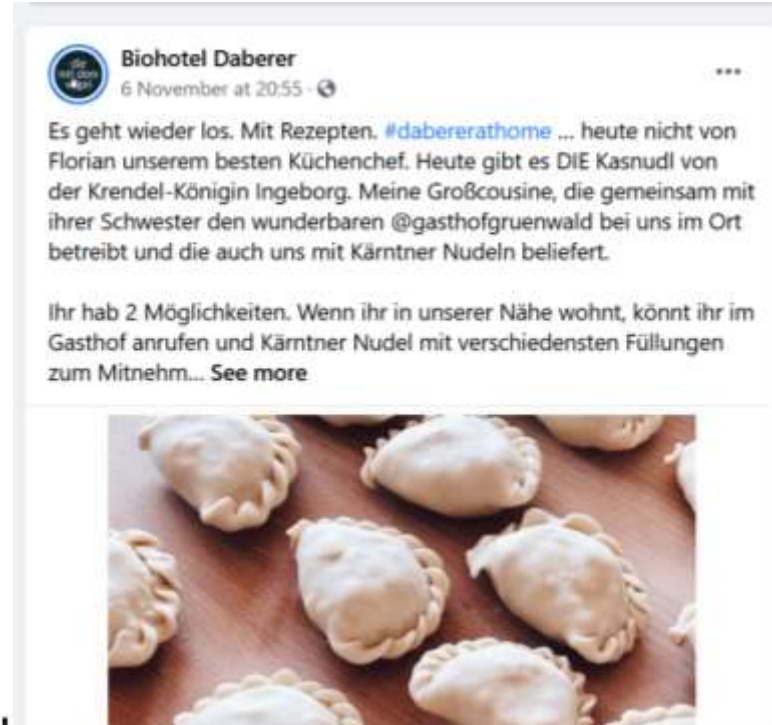 Biohotel Daberer
6 November at 20:55 ·
Es geht wieder los. Mit Rezepten. #dabererathome ... heute nicht von
Florian unserem besten Küchenchef. Heute gibt es DIE Kasnudl von
der Krendel-Königin Ingeborg. Meine Großcousine, die gemeinsam mit
ihrer Schwester den wunderbaren @gasthofgruenwald bei uns im Ort
betreibt und die auch uns mit Kärntner Nudeln beliefert.
Ihr hab 2 Möglichkeiten. Wenn ihr in unserer Nähe wohnt, könnt ihr im
Gasthof anrufen und Kärntner Nudel mit verschiedensten Füllungen
zum Mitnehm... See more